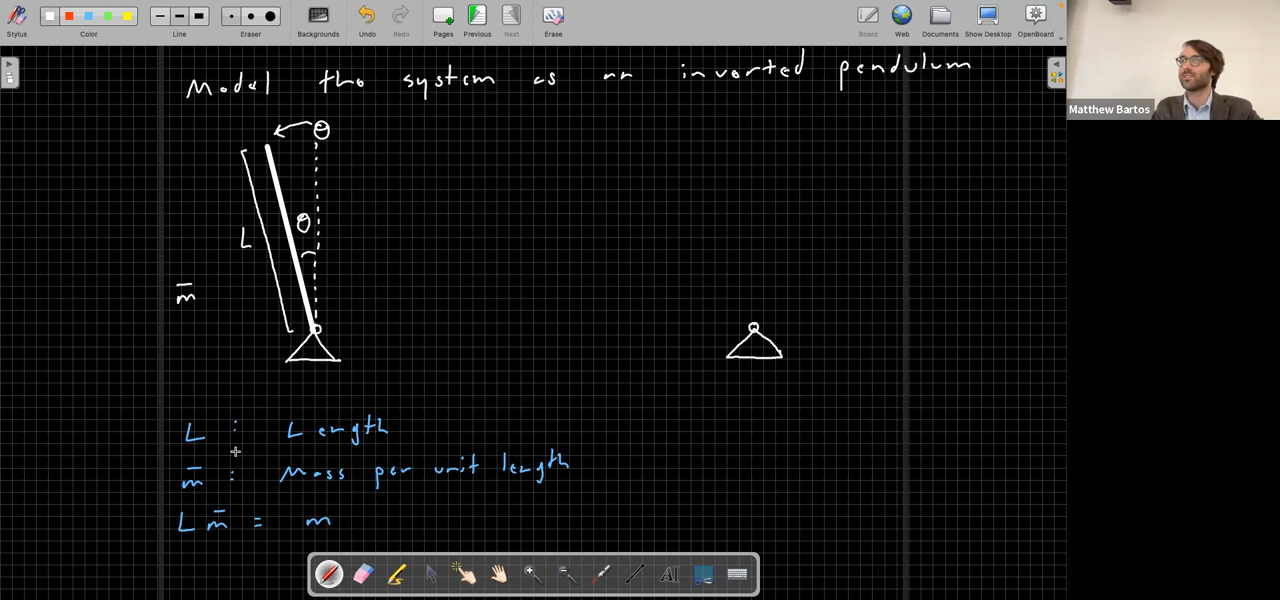 Stylus Color Line Eraser Backgrounds Undo Redo Pages Previous Next Erase Board Web Documents Show Desktop OpenBoard
Model the system as an inverted pendulum
Matthew Bartos
Θ
θ
L
m̅
L : Length
m̅ : Mass per unit length
L m̅ = m
AI